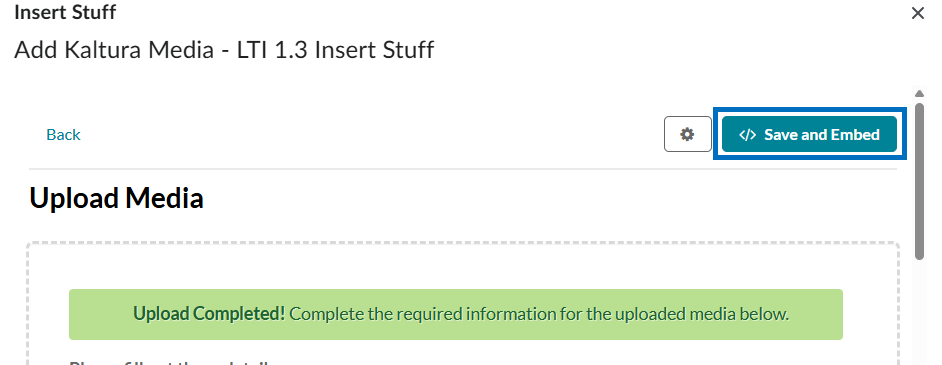 Insert Stuff
Add Kaltura Media - LTI 1.3 Insert Stuff
Back
</> Save and Embed
Upload Media
Upload Completed! Complete the required information for the uploaded media below.